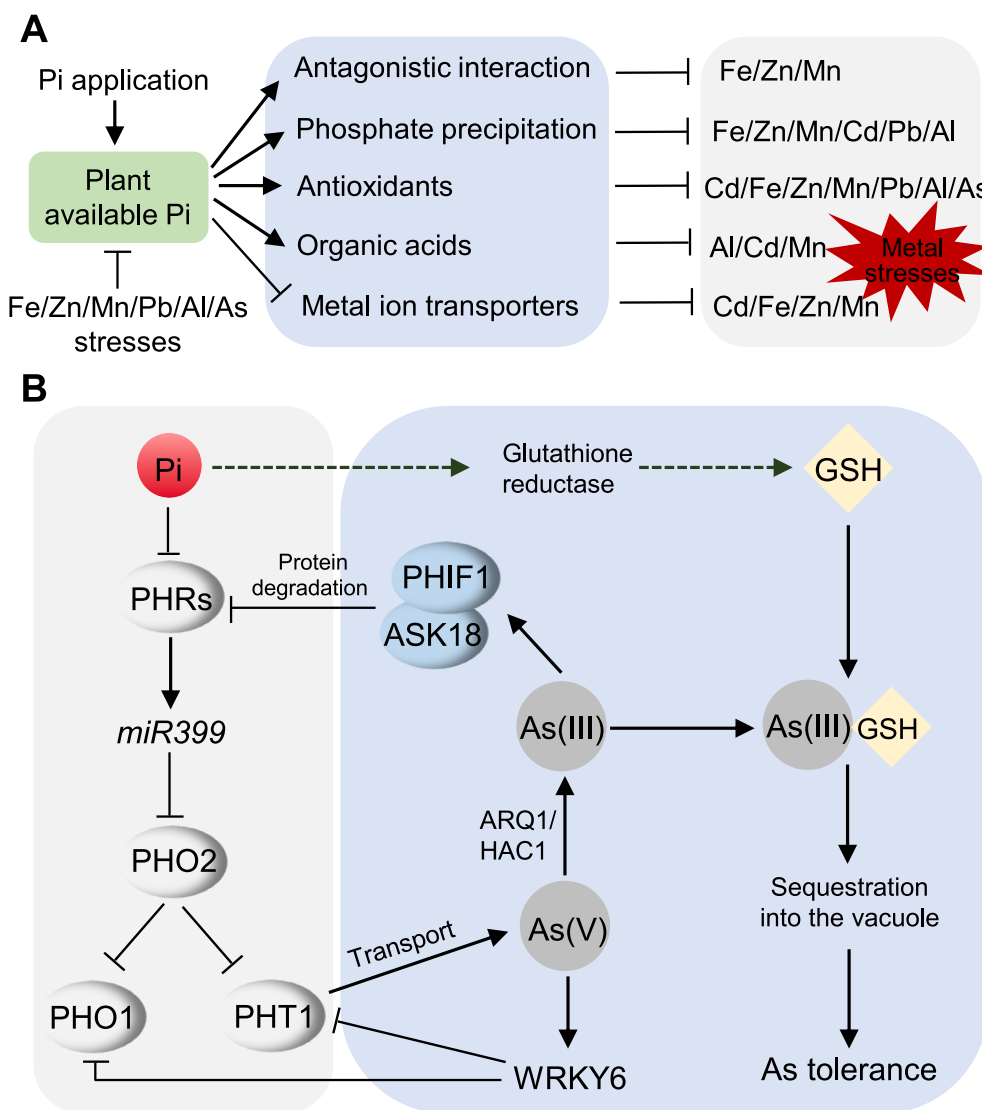 A
Pi application
Plant
available Pi
Fe/Zn/Mn/Pb/Al/As
stresses
Antagonistic interaction
Phosphate precipitation
Antioxidants
Organic acids
Metal ion transporters
Fe/Zn/Mn
Fe/Zn/Mn/Cd/Pb/Al
Cd/Fe/Zn/Mn/Pb/Al/As
Al/Cd/Mn
Metal
stresses
Cd/Fe/Zn/Mn
B
Pi
Glutathione
reductase
GSH
Protein
degradation
PHIF1
ASK18
PHRs
miR399
As(III)
As(III)
GSH
ARQ1/
HAC1
PHO2
Sequestration
into the vacuole
As(V)
Transport
PHO1
PHT1
WRKY6
As tolerance